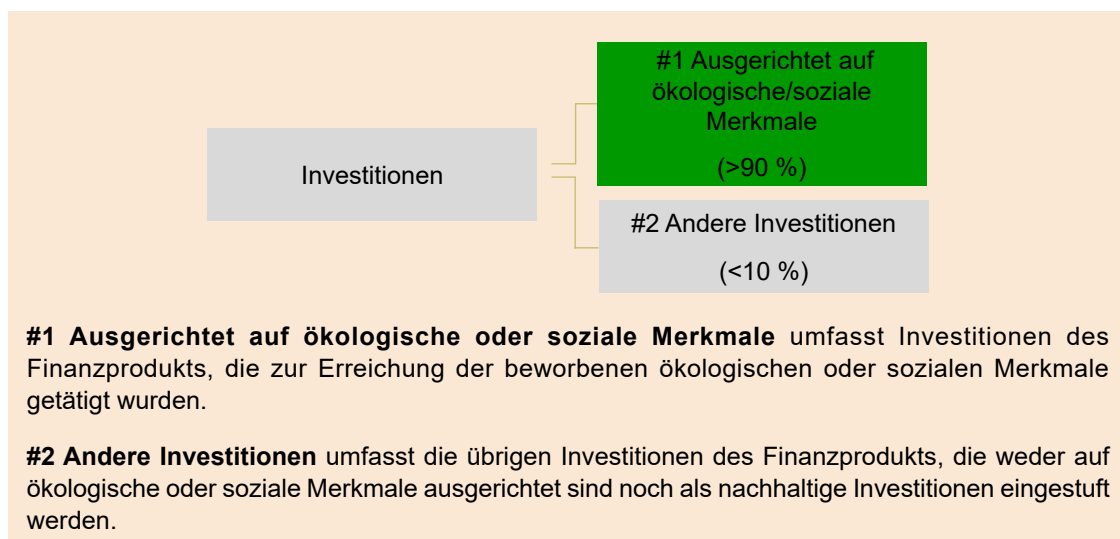 #1 Ausgerichtet auf
ökologische/soziale
Merkmale
(>90 %)
Investitionen
#2 Andere Investitionen
(<10 %)
#1 Ausgerichtet auf ökologische oder soziale Merkmale umfasst Investitionen des
Finanzprodukts, die zur Erreichung der beworbenen ökologischen oder sozialen Merkmale
getätigt wurden.
#2 Andere Investitionen umfasst die übrigen Investitionen des Finanzprodukts, die weder auf
ökologische oder soziale Merkmale ausgerichtet sind noch als nachhaltige Investitionen eingestuft
werden.